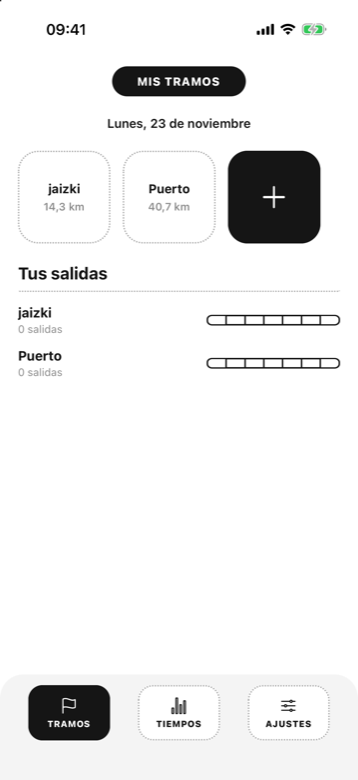 09:41
MIS TRAMOS
Lunes, 23 de noviembre
jaizki
14,3 km
Puerto
40,7 km
Tus salidas
jaizki
0 salidas
Puerto
0 salidas
TRAMOS
TIEMPOS
AJUSTES